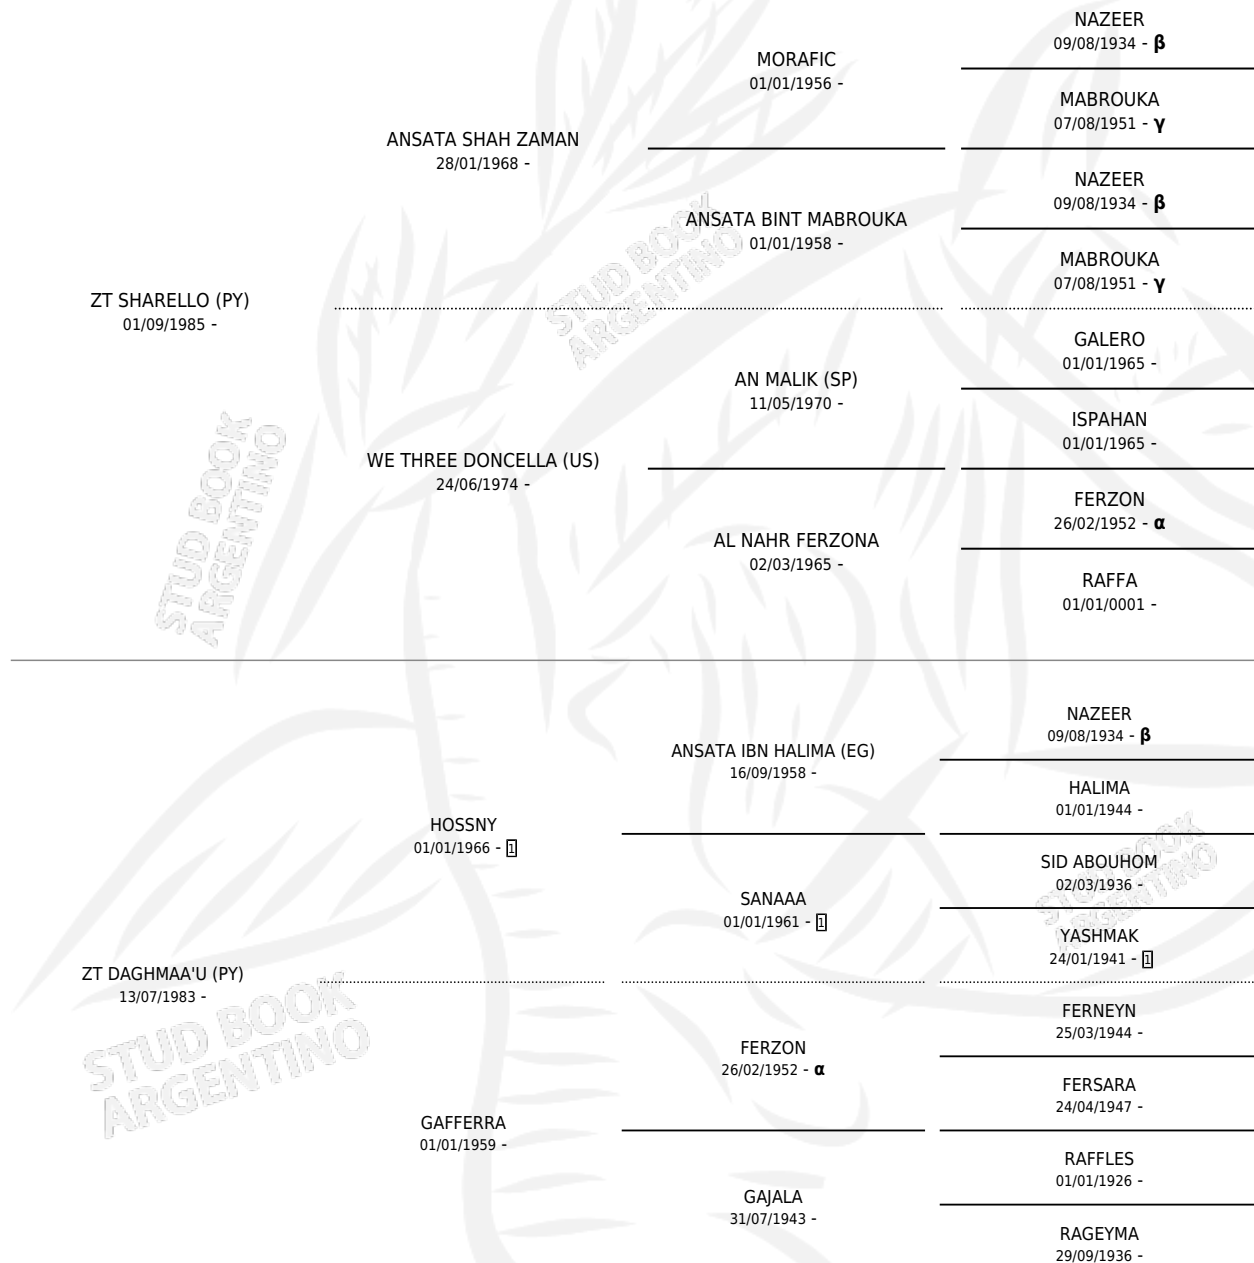 NAZEER
09/08/1934 - β
MORAFIC
01/01/1956 -
MABROUKA
07/08/1951 - γ
ANSATA SHAH ZAMAN
28/01/1968 -
NAZEER
09/08/1934 - β
ANSATA BINT MABROUKA
01/01/1958 -
MABROUKA
07/08/1951 - γ
ZT SHARELLO (PY)
01/09/1985 -
GALERO
01/01/1965 -
AN MALIK (SP)
11/05/1970 -
ISPAHAN
01/01/1965 -
WE THREE DONCELLA (US)
24/06/1974 -
FERZON
26/02/1952 - α
AL NAHR FERZONA
02/03/1965 -
RAFFA
01/01/0001 -
NAZEER
09/08/1934 - β
ANSATA IBN HALIMA (EG)
16/09/1958 -
HALIMA
01/01/1944 -
HOSSNY
01/01/1966 - 1
SID ABOUHOM
02/03/1936 -
SANAAA
01/01/1961 - 1
YASHMAK
24/01/1941 - 1
ZT DAGHMAA'U (PY)
13/07/1983 -
FERNEYN
25/03/1944 -
FERZON
26/02/1952 - α
FERSARA
24/04/1947 -
GAFFERRA
01/01/1959 -
RAFFLES
01/01/1926 -
GAJALA
31/07/1943 -
RAGEYMA
29/09/1936 -
STUD BOOK
ARGENTINO
STUD BOOK
ARGENTINO
STUD BOOK
ARGENTINO
STUD BOOK
ARGENTINO